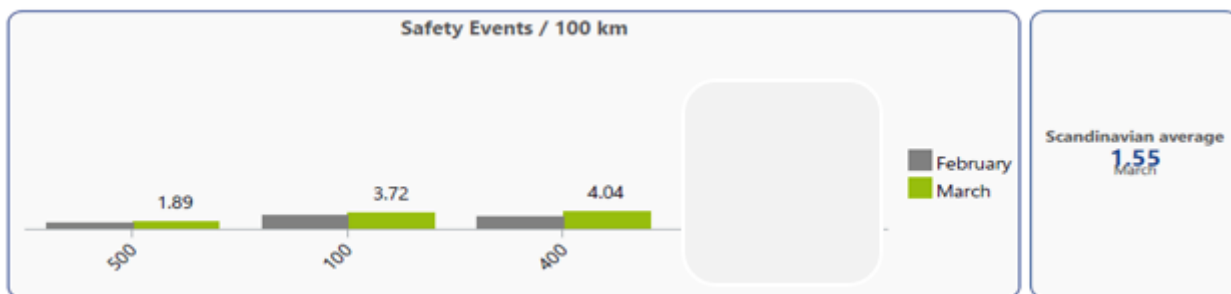 Safety Events / 100 km
1.89
3.72
4.04
500
100
400
February
March
Scandinavian average
1.55
March